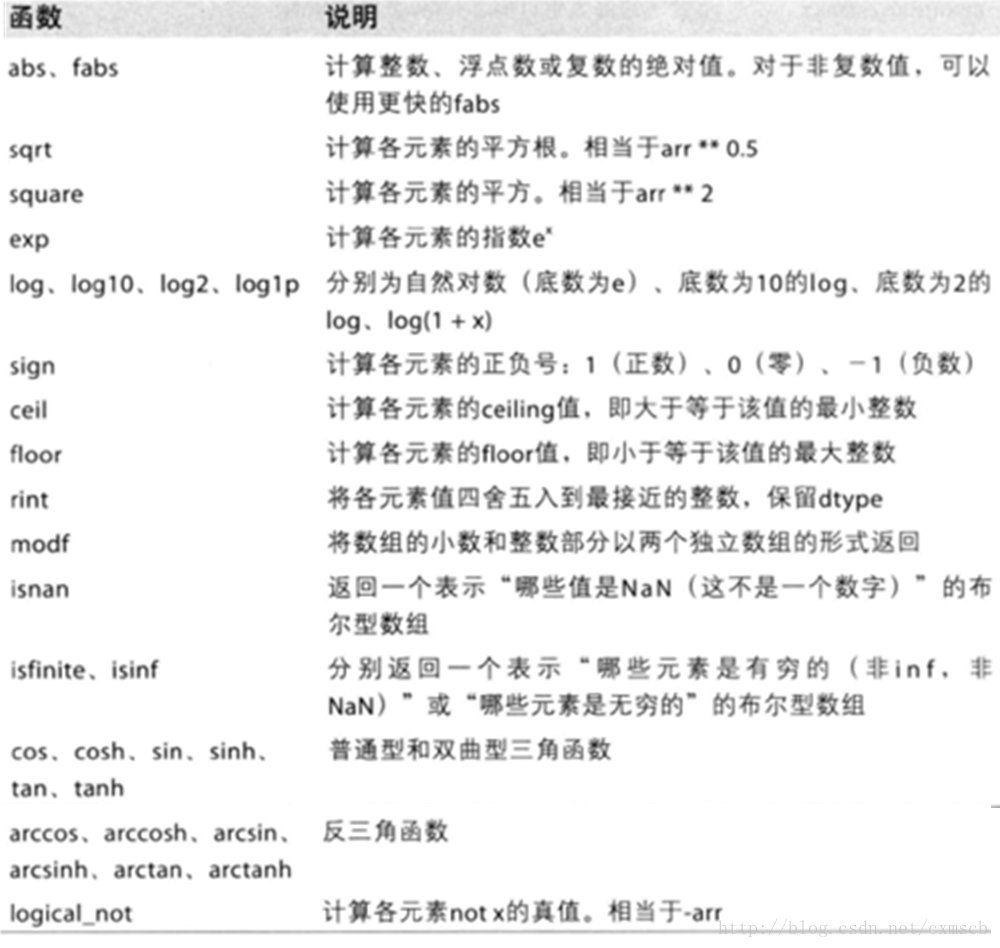 函数 说明
abs、fabs 计算整数、浮点数或复数的绝对值。对于非复数值，可以
使用更快的fabs
sqrt 计算各元素的平方根。相当于arr ** 0.5
square 计算各元素的平方。相当于arr ** 2
exp 计算各元素的指数eˣ
log、log10、log2、log1p 分别为自然对数（底数为e）、底数为10的log、底数为2的
log、log(1 + x)
sign 计算各元素的正负号：1（正数）、0（零）、－1（负数）
ceil 计算各元素的ceiling值，即大于等于该值的最小整数
floor 计算各元素的floor值，即小于等于该值的最大整数
rint 将各元素值四舍五入到最接近的整数，保留dtype
modf 将数组的小数和整数部分以两个独立数组的形式返回
isnan 返回一个表示“哪些值是NaN（这不是一个数字）”的布
尔型数组
isfinite、isinf 分别返回一个表示“哪些元素是有穷的（非inf，非
NaN）”或“哪些元素是无穷的”的布尔型数组
cos、cosh、sin、sinh、 普通型和双曲型三角函数
tan、tanh
arccos、arccosh、arcsin、 反三角函数
arcsinh、arctan、arctanh
logical_not 计算各元素not x的真值。相当于-arr
http://blog.csdn.net/cxmscb